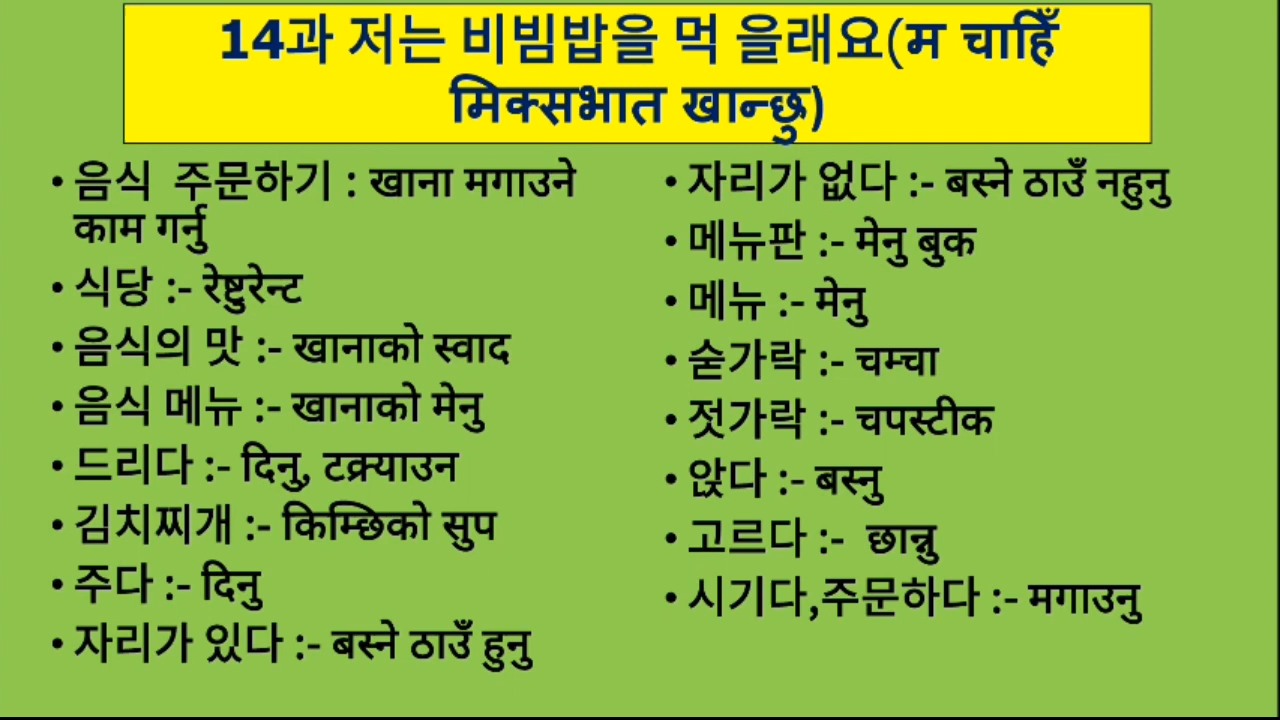 14과 저는 비빔밥을 먹 을래요(म चाहिँ
मिक्सभात खान्छु)
• 음식 주문하기 : खाना मगाउने
काम गर्नु
• 식당 :- रेष्टुरेन्ट
• 음식의 맛 :- खानाको स्वाद
• 음식 메뉴 :- खानाको मेनु
• 드리다 :- दिनु, टक्र्याउन
• 김치찌개 :- किम्छिको सुप
• 주다 :- दिनु
• 자리가 있다 :- बस्ने ठाउँ हुनु
• 자리가 없다 :- बस्ने ठाउँ नहुनु
• 메뉴판 :- मेनु बुक
• 메뉴 :- मेनु
• 숟가락 :- चम्चा
• 젓가락 :- चपस्टीक
• 앉다 :- बस्नु
• 고르다 :- छान्नु
• 시기다,주문하다 :- मगाउनु